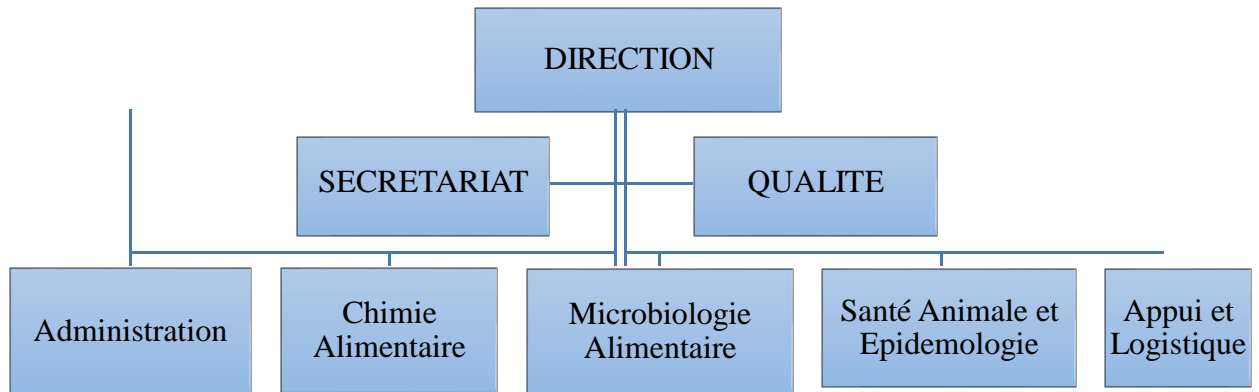 DIRECTION
SECRETARIAT
QUALITE
Administration
Chimie
Alimentaire
Microbiologie
Alimentaire
Santé Animale et
Epidemologie
Appui et
Logistique